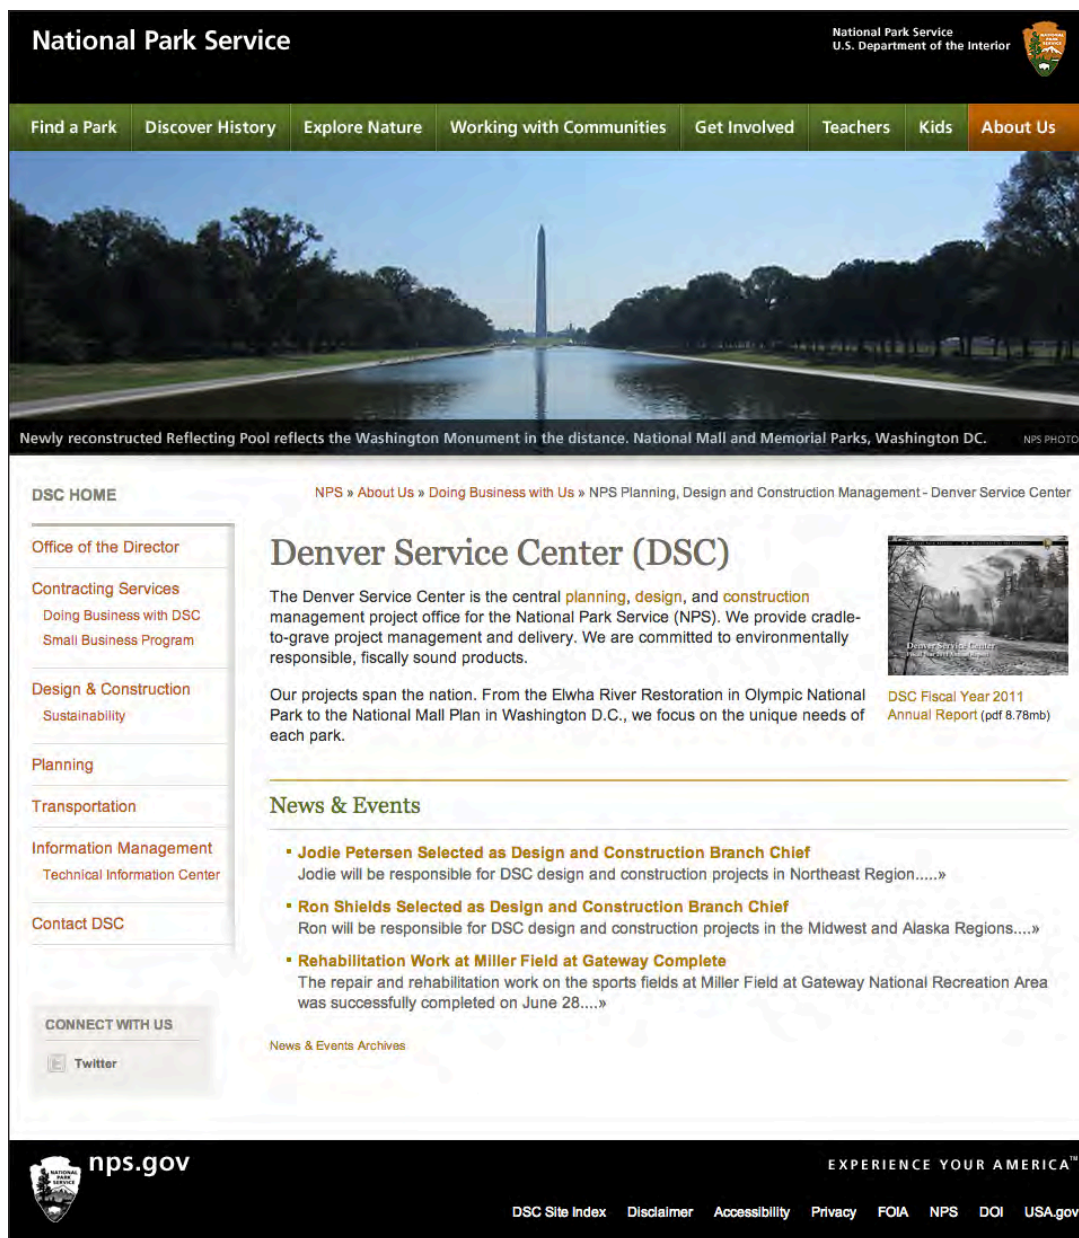 National Park Service
National Park Service
U.S. Department of the Interior
Find a Park Discover History Explore Nature Working with Communities Get Involved Teachers Kids About Us
Newly reconstructed Reflecting Pool reflects the Washington Monument in the distance. National Mall and Memorial Parks, Washington DC. NPS PHOTO
DSC HOME
NPS » About Us » Doing Business with Us » NPS Planning, Design and Construction Management - Denver Service Center
Office of the Director
Contracting Services
Doing Business with DSC
Small Business Program
Design & Construction
Sustainability
Planning
Transportation
Information Management
Technical Information Center
Contact DSC
CONNECT WITH US
Twitter
Denver Service Center (DSC)
The Denver Service Center is the central planning, design, and construction
management project office for the National Park Service (NPS). We provide cradle-
to-grave project management and delivery. We are committed to environmentally
responsible, fiscally sound products.
Our projects span the nation. From the Elwha River Restoration in Olympic National
Park to the National Mall Plan in Washington D.C., we focus on the unique needs of
each park.
Denver Service Center
DSC Fiscal Year 2011
Annual Report (pdf 8.78mb)
News & Events
Jodie Petersen Selected as Design and Construction Branch Chief
Jodie will be responsible for DSC design and construction projects in Northeast Region.....»
Ron Shields Selected as Design and Construction Branch Chief
Ron will be responsible for DSC design and construction projects in the Midwest and Alaska Regions....»
Rehabilitation Work at Miller Field at Gateway Complete
The repair and rehabilitation work on the sports fields at Miller Field at Gateway National Recreation Area
was successfully completed on June 28....»
News & Events Archives
NATIONAL
PARK
SERVICE
nps.gov
EXPERIENCE YOUR AMERICA™
DSC Site Index Disclaimer Accessibility Privacy FOIA NPS DOI USA.gov